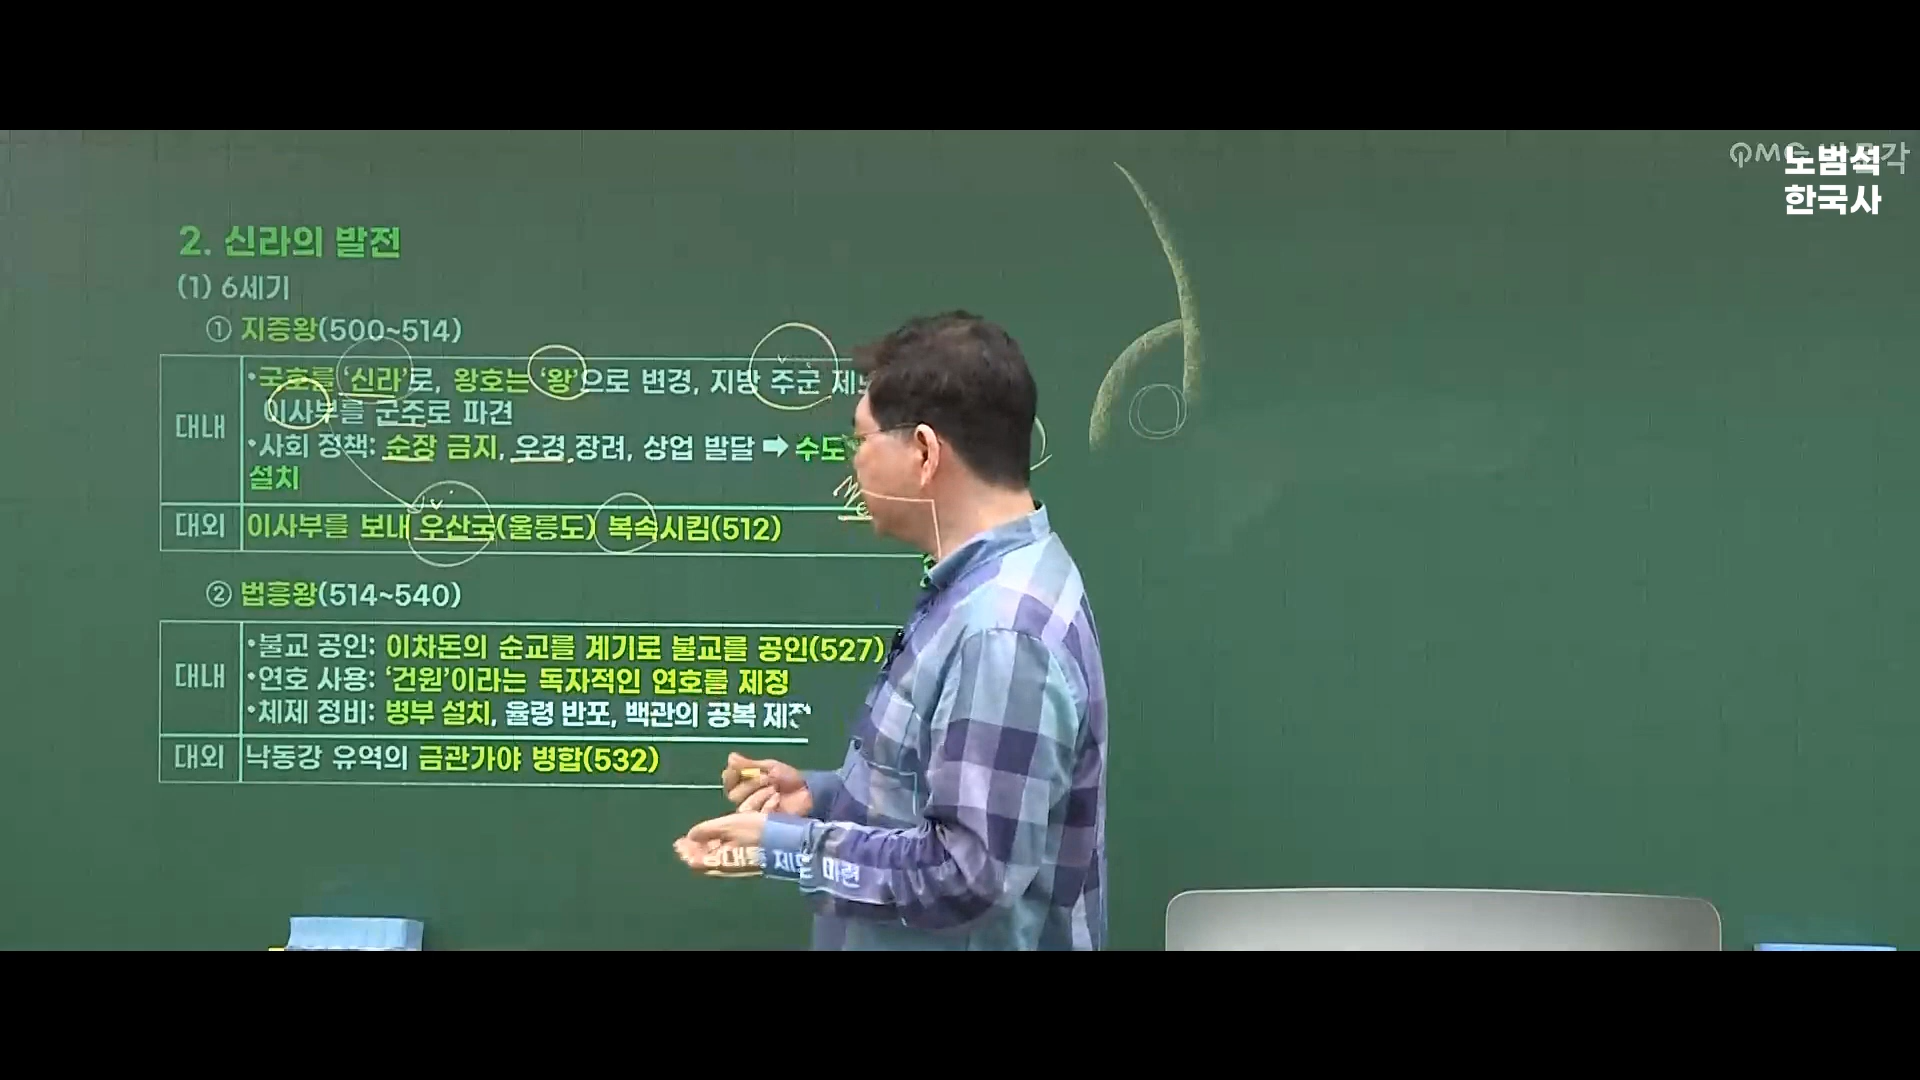 노범석
한국사
2. 신라의 발전
(1) 6세기
① 지증왕(500~514)
대내
•국호를 ‘신라’로, 왕호는 ‘왕’으로 변경, 지방 주군 제
이사부를 군주로 파견
•사회 정책: 순장 금지, 우경 장려, 상업 발달 ➡ 수도
설치
대외
이사부를 보내 우산국(울릉도) 복속시킴(512)
② 법흥왕(514~540)
대내
•불교 공인: 이차돈의 순교를 계기로 불교를 공인(527)
•연호 사용: ‘건원’이라는 독자적인 연호를 제정
•체제 정비: 병부 설치, 율령 반포, 백관의 공복 제정
대외
낙동강 유역의 금관가야 병합(532)
제도 마련